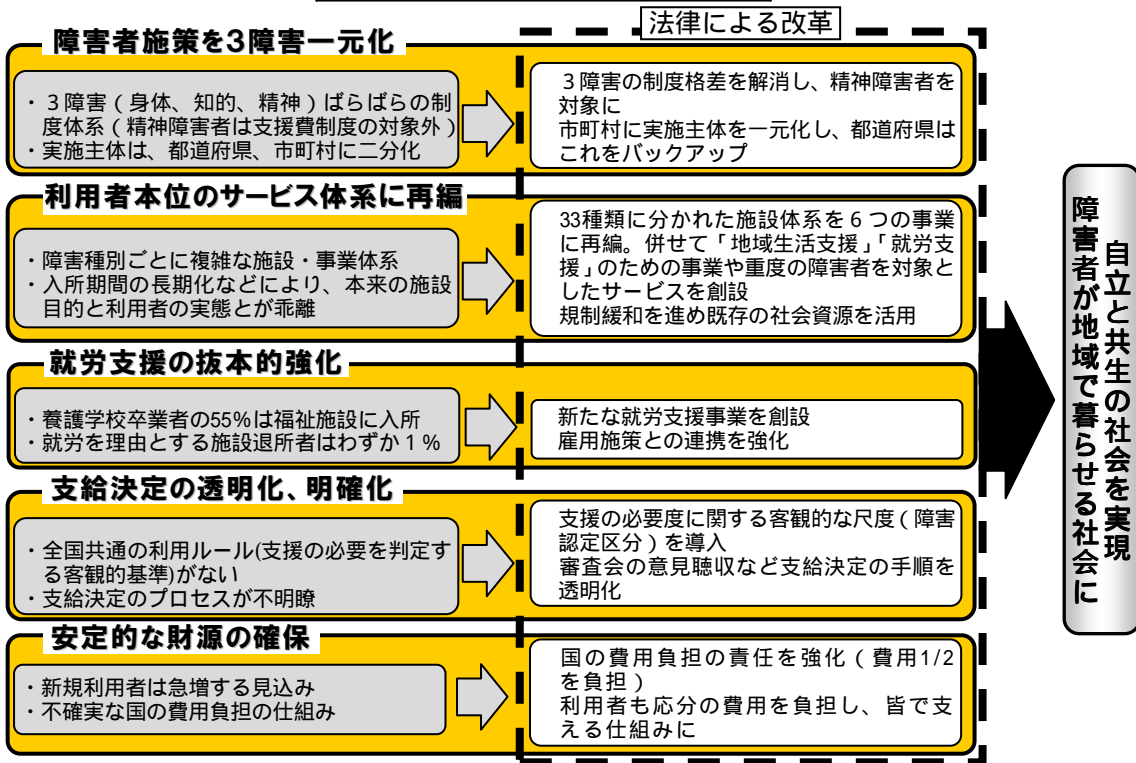 法律による改革
障害者施策を3障害一元化
・３障害（身体、知的、精神）ばらばらの制
度体系（精神障害者は支援費制度の対象外）
・実施主体は、都道府県、市町村に二分化
３障害の制度格差を解消し、精神障害者を
対象に
市町村に実施主体を一元化し、都道府県は
これをバックアップ
利用者本位のサービス体系に再編
・障害種別ごとに複雑な施設・事業体系
・入所期間の長期化などにより、本来の施設
目的と利用者の実態とが乖離
33種類に分かれた施設体系を６つの事業
に再編。併せて「地域生活支援」「就労支
援」のための事業や重度の障害者を対象と
したサービスを創設
規制緩和を進め既存の社会資源を活用
就労支援の抜本的強化
・養護学校卒業者の55％は福祉施設に入所
・就労を理由とする施設退所者はわずか１％
新たな就労支援事業を創設
雇用施策との連携を強化
支給決定の透明化、明確化
・全国共通の利用ルール(支援の必要を判定す
る客観的基準)がない
・支給決定のプロセスが不明瞭
支援の必要度に関する客観的な尺度（障害
認定区分）を導入
審査会の意見聴収など支給決定の手順を
透明化
安定的な財源の確保
・新規利用者は急増する見込み
・不確実な国の費用負担の仕組み
国の費用負担の責任を強化（費用1/2
を負担）
利用者も応分の費用を負担し、皆で支
える仕組みに
障害者が地域で暮らせる社会に
自立と共生の社会を実現